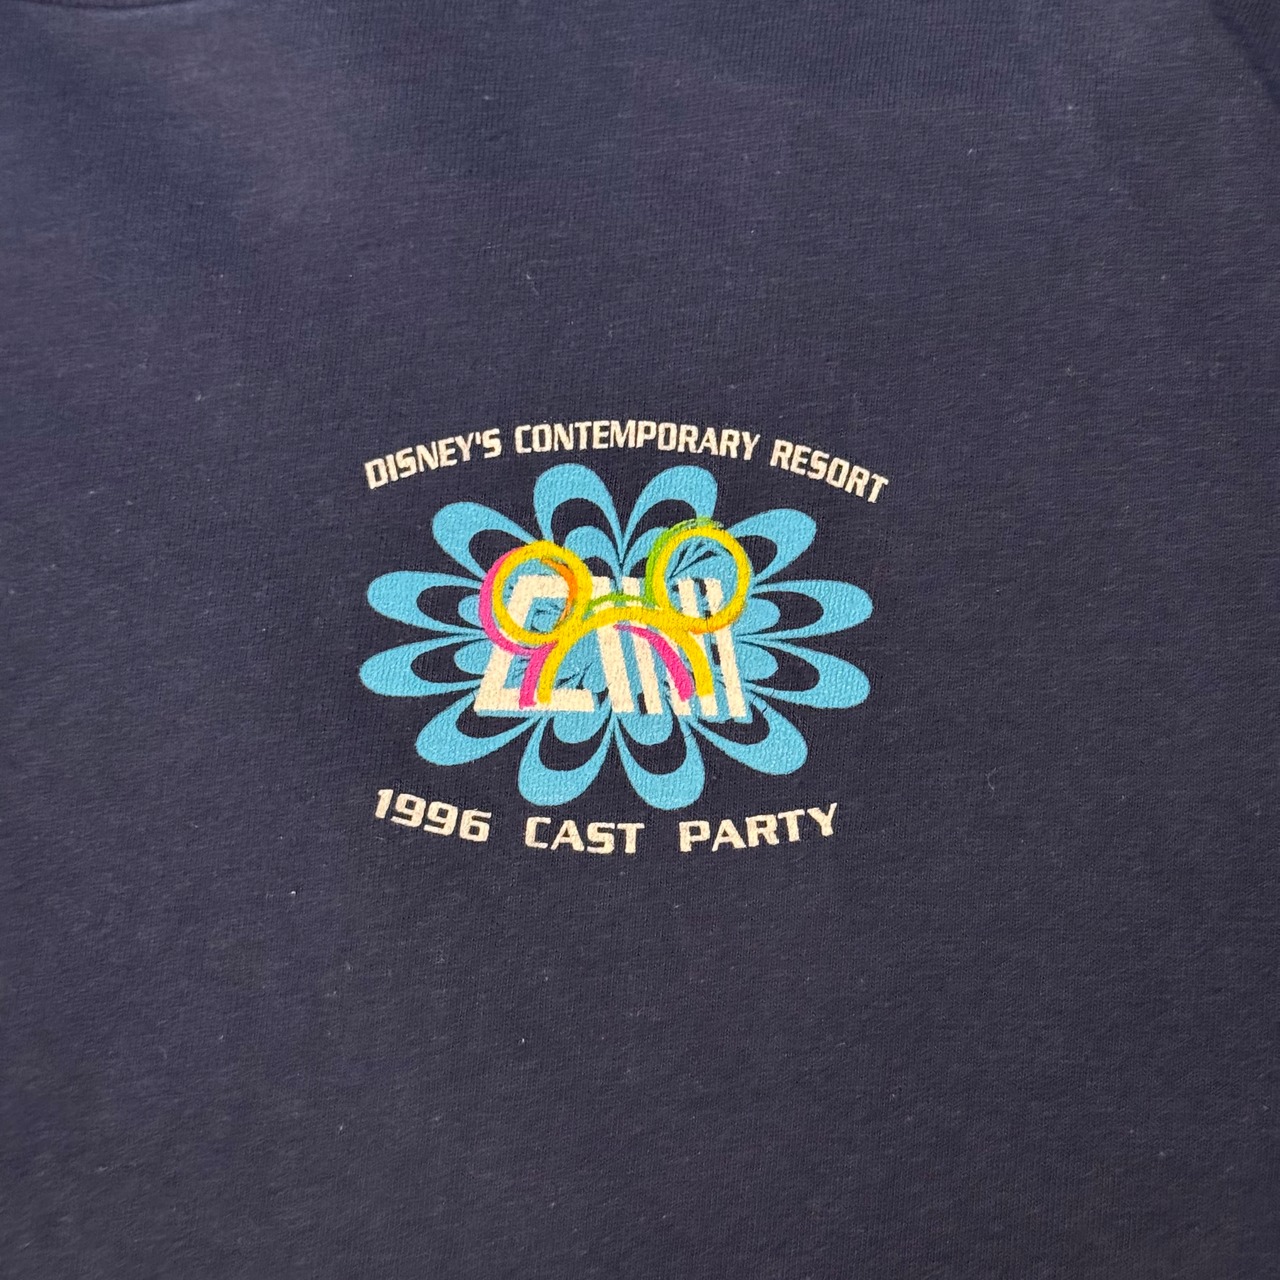 DISNEY'S CONTEMPORARY RESORT
1996 CAST PARTY